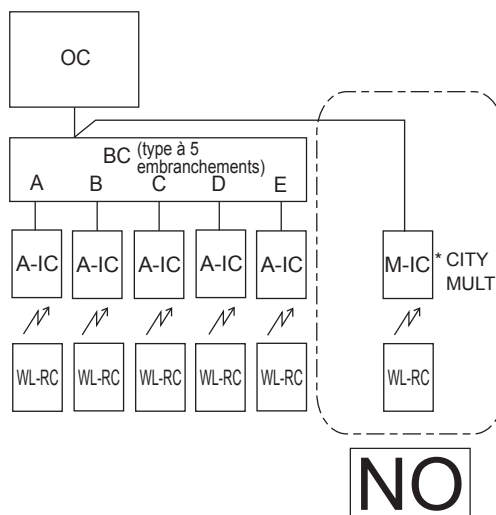 OC
BC (type à 5
embranchements)
A B C D E
A-IC A-IC A-IC A-IC A-IC M-IC * CITY
MULT
WL-RC WL-RC WL-RC WL-RC WL-RC WL-RC
NO